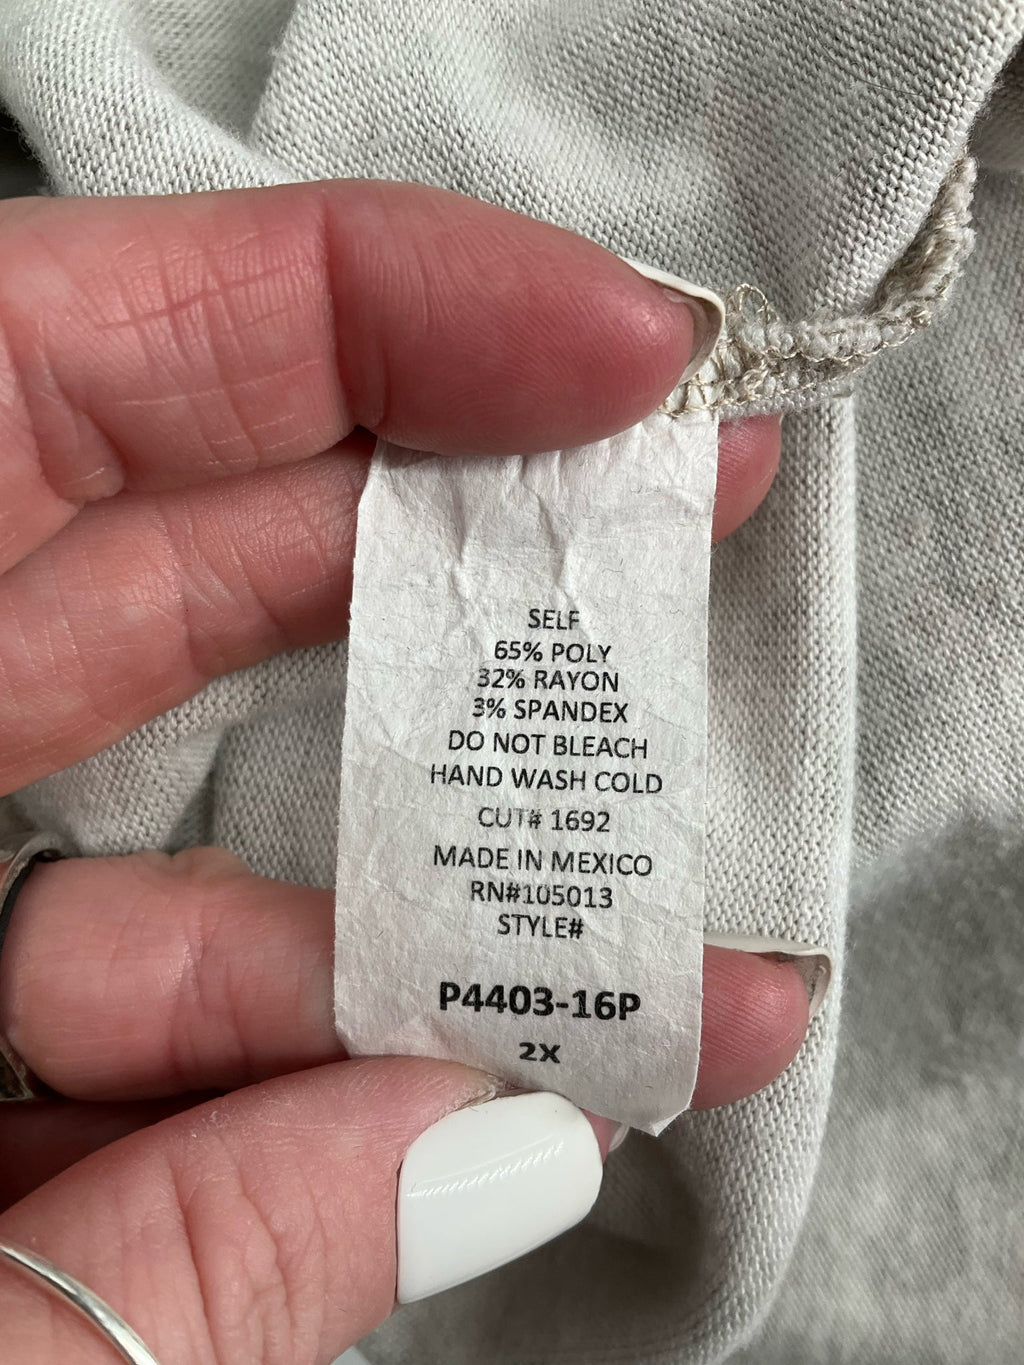 SELF
65% POLY
32% RAYON
3% SPANDEX
DO NOT BLEACH
HAND WASH COLD
CUT# 1692
MADE IN MEXICO
RN#105013
STYLE#
P4403-16P
2X